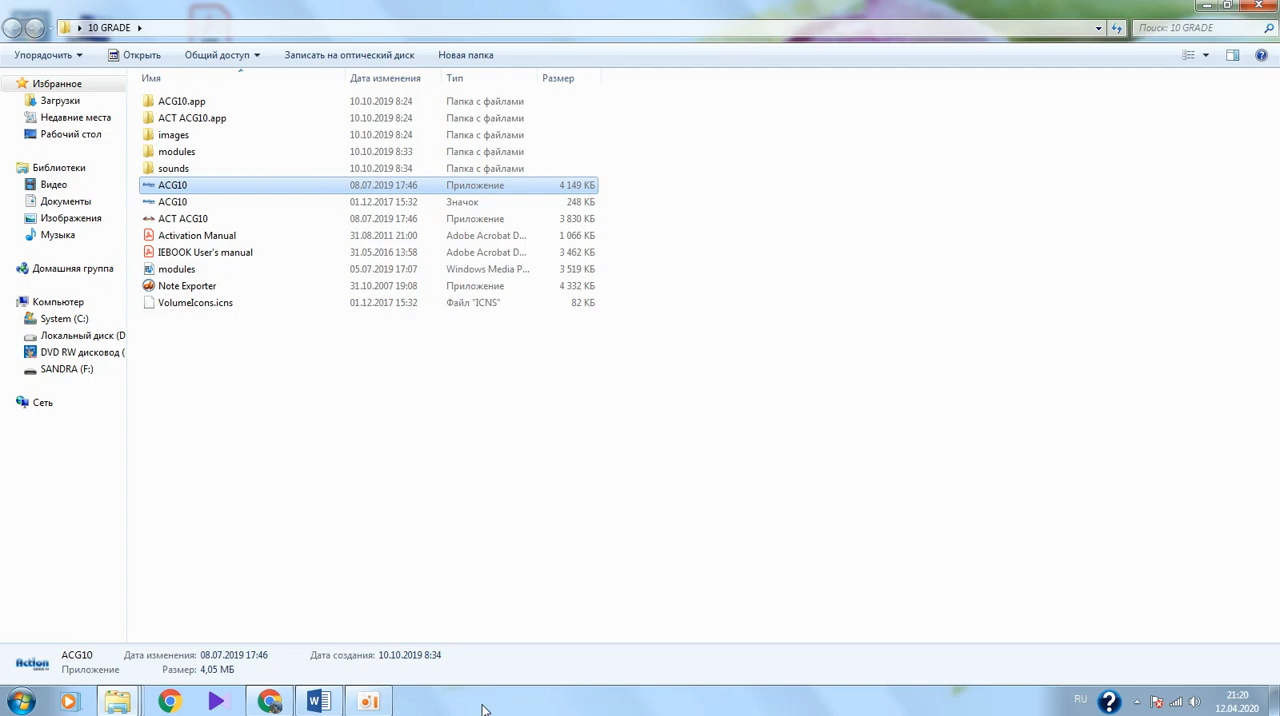 10 GRADE
Поиск: 10 GRADE
Упорядочить Открыть Общий доступ Записать на оптический диск Новая папка
Имя Дата изменения Тип Размер
Избранное
Загрузки
Недавние места
Рабочий стол
Библиотеки
Видео
Документы
Изображения
Музыка
Домашняя группа
Компьютер
System (C:)
Локальный диск (D
DVD RW дисковод (
SANDRA (F:)
Сеть
ACG10.app 10.10.2019 8:24 Папка с файлами
ACT ACG10.app 10.10.2019 8:24 Папка с файлами
images 10.10.2019 8:24 Папка с файлами
modules 10.10.2019 8:33 Папка с файлами
sounds 10.10.2019 8:34 Папка с файлами
ACG10 08.07.2019 17:46 Приложение 4 149 КБ
ACG10 01.12.2017 15:32 Значок 248 КБ
ACT ACG10 08.07.2019 17:46 Приложение 3 830 КБ
Activation Manual 31.08.2011 21:00 Adobe Acrobat D... 1 066 КБ
IEBOOK User's manual 31.05.2016 13:58 Adobe Acrobat D... 3 462 КБ
modules 05.07.2019 17:07 Windows Media P... 3 519 КБ
Note Exporter 31.10.2007 19:08 Приложение 4 332 КБ
VolumeIcons.icns 01.12.2017 15:32 Файл "ICNS" 82 КБ
Action
ACG10 Дата изменения: 08.07.2019 17:46 Дата создания: 10.10.2019 8:34
Приложение Размер: 4,05 МБ
RU
21:20
12.04.2020